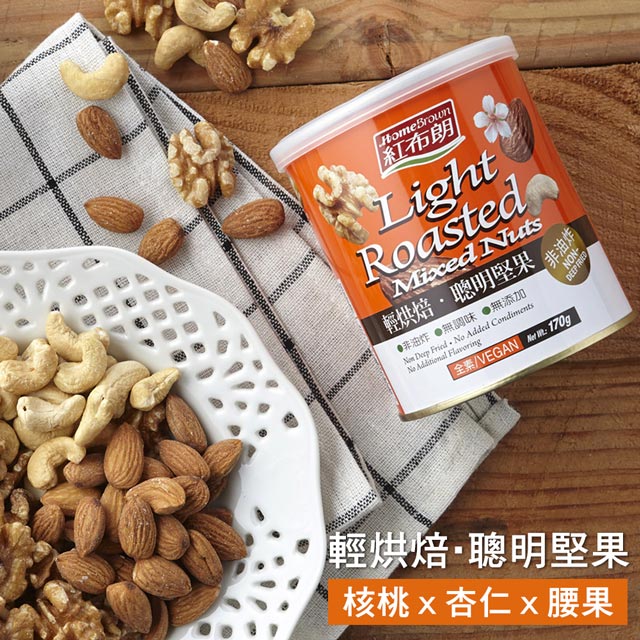 HomeBrown
紅布朗
Light
Roasted
Mixed Nuts
輕烘焙·聰明堅果
非油炸
NON-
DEEP FRIED
●非油炸 ●無調味 ●無添加
Non Deep Fried・No Added Condiments
No Additional Flavoring
全素/VEGAN
Net Wt.: 170g
輕烘焙·聰明堅果
核桃 x 杏仁 x 腰果